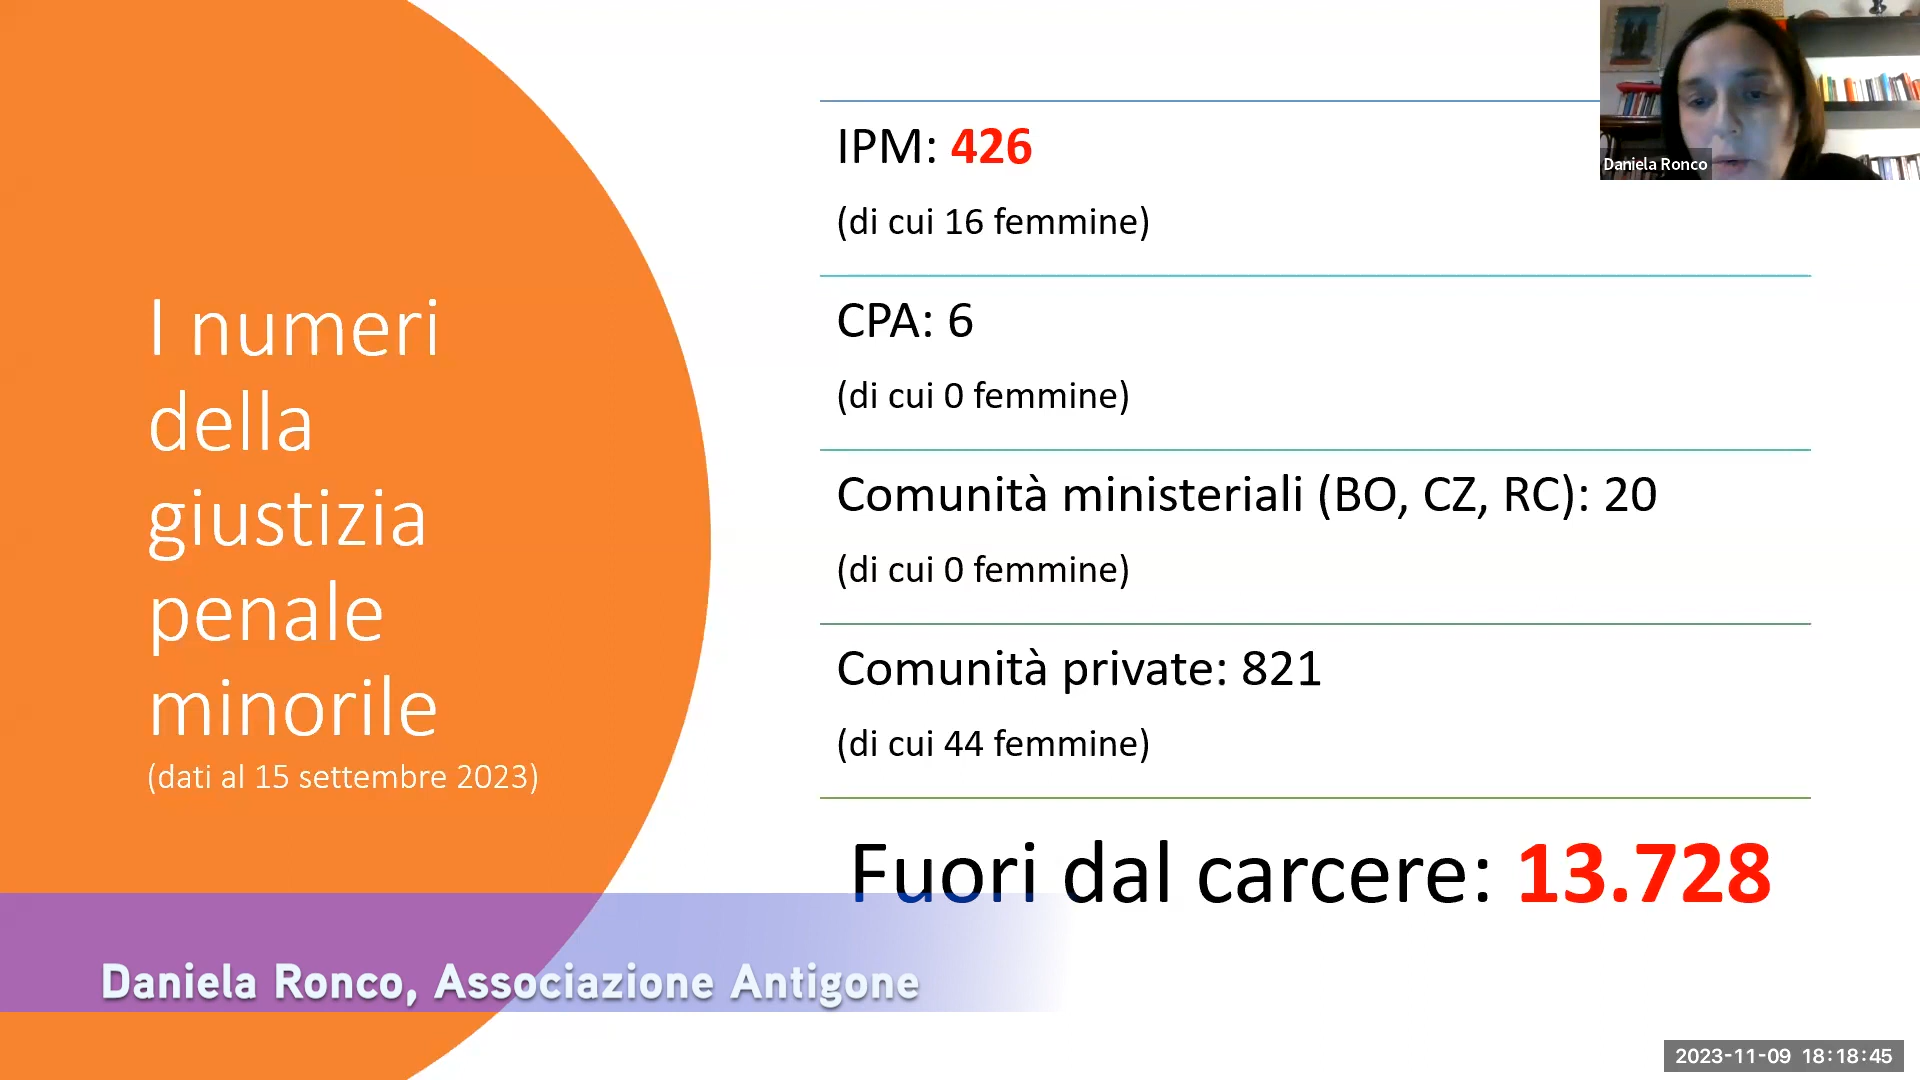 I numeri
della
giustizia
penale
minorile
(dati al 15 settembre 2023)
IPM: 426
(di cui 16 femmine)
CPA: 6
(di cui 0 femmine)
Comunità ministeriali (BO, CZ, RC): 20
(di cui 0 femmine)
Comunità private: 821
(di cui 44 femmine)
Fuori dal carcere: 13.728
Daniela Ronco
Daniela Ronco, Associazione Antigone
2023-11-09 18:18:45